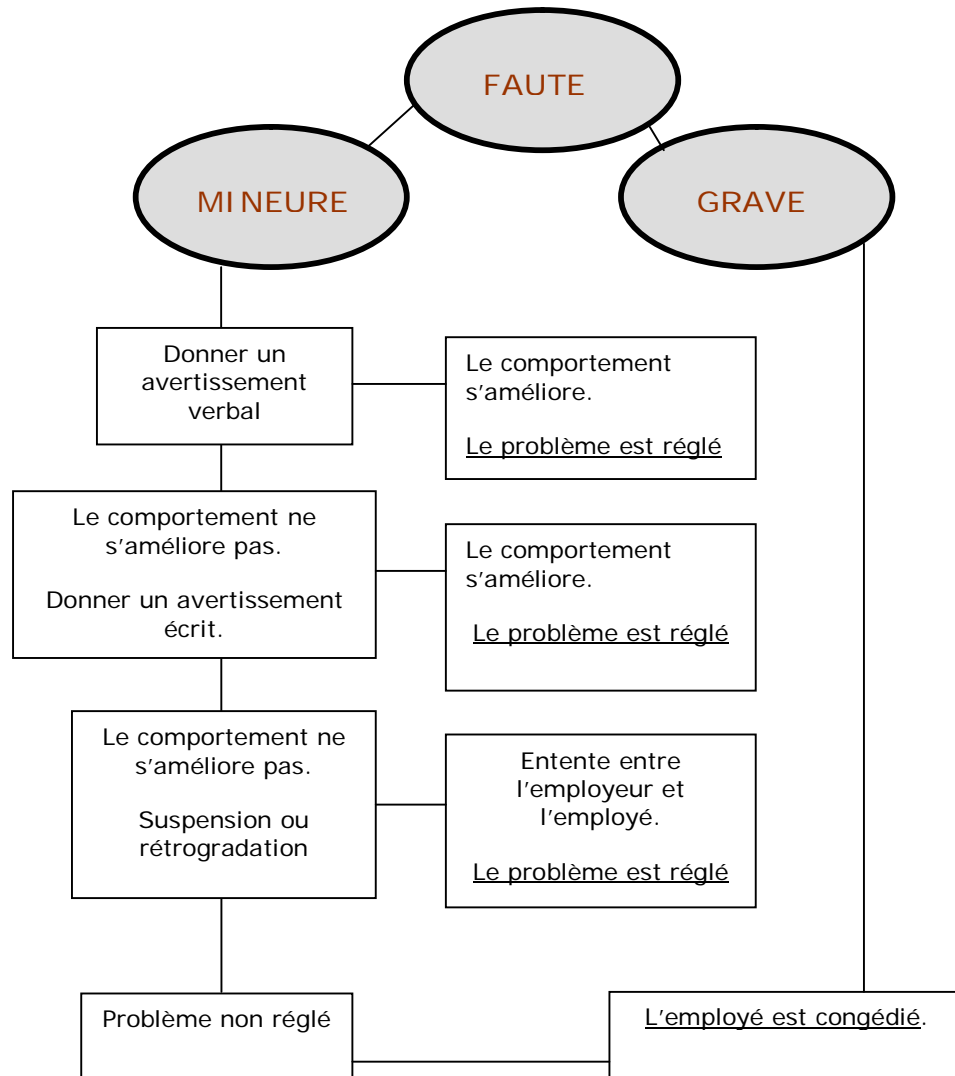 FAUTE
MINEURE
GRAVE
Donner un
avertissement
verbal
Le comportement
s’améliore.
Le problème est réglé
Le comportement ne
s’améliore pas.
Donner un avertissement
écrit.
Le comportement
s’améliore.
Le problème est réglé
Le comportement ne
s’améliore pas.
Suspension ou
rétrogradation
Entente entre
l’employeur et
l’employé.
Le problème est réglé
Problème non réglé
L’employé est congédié.